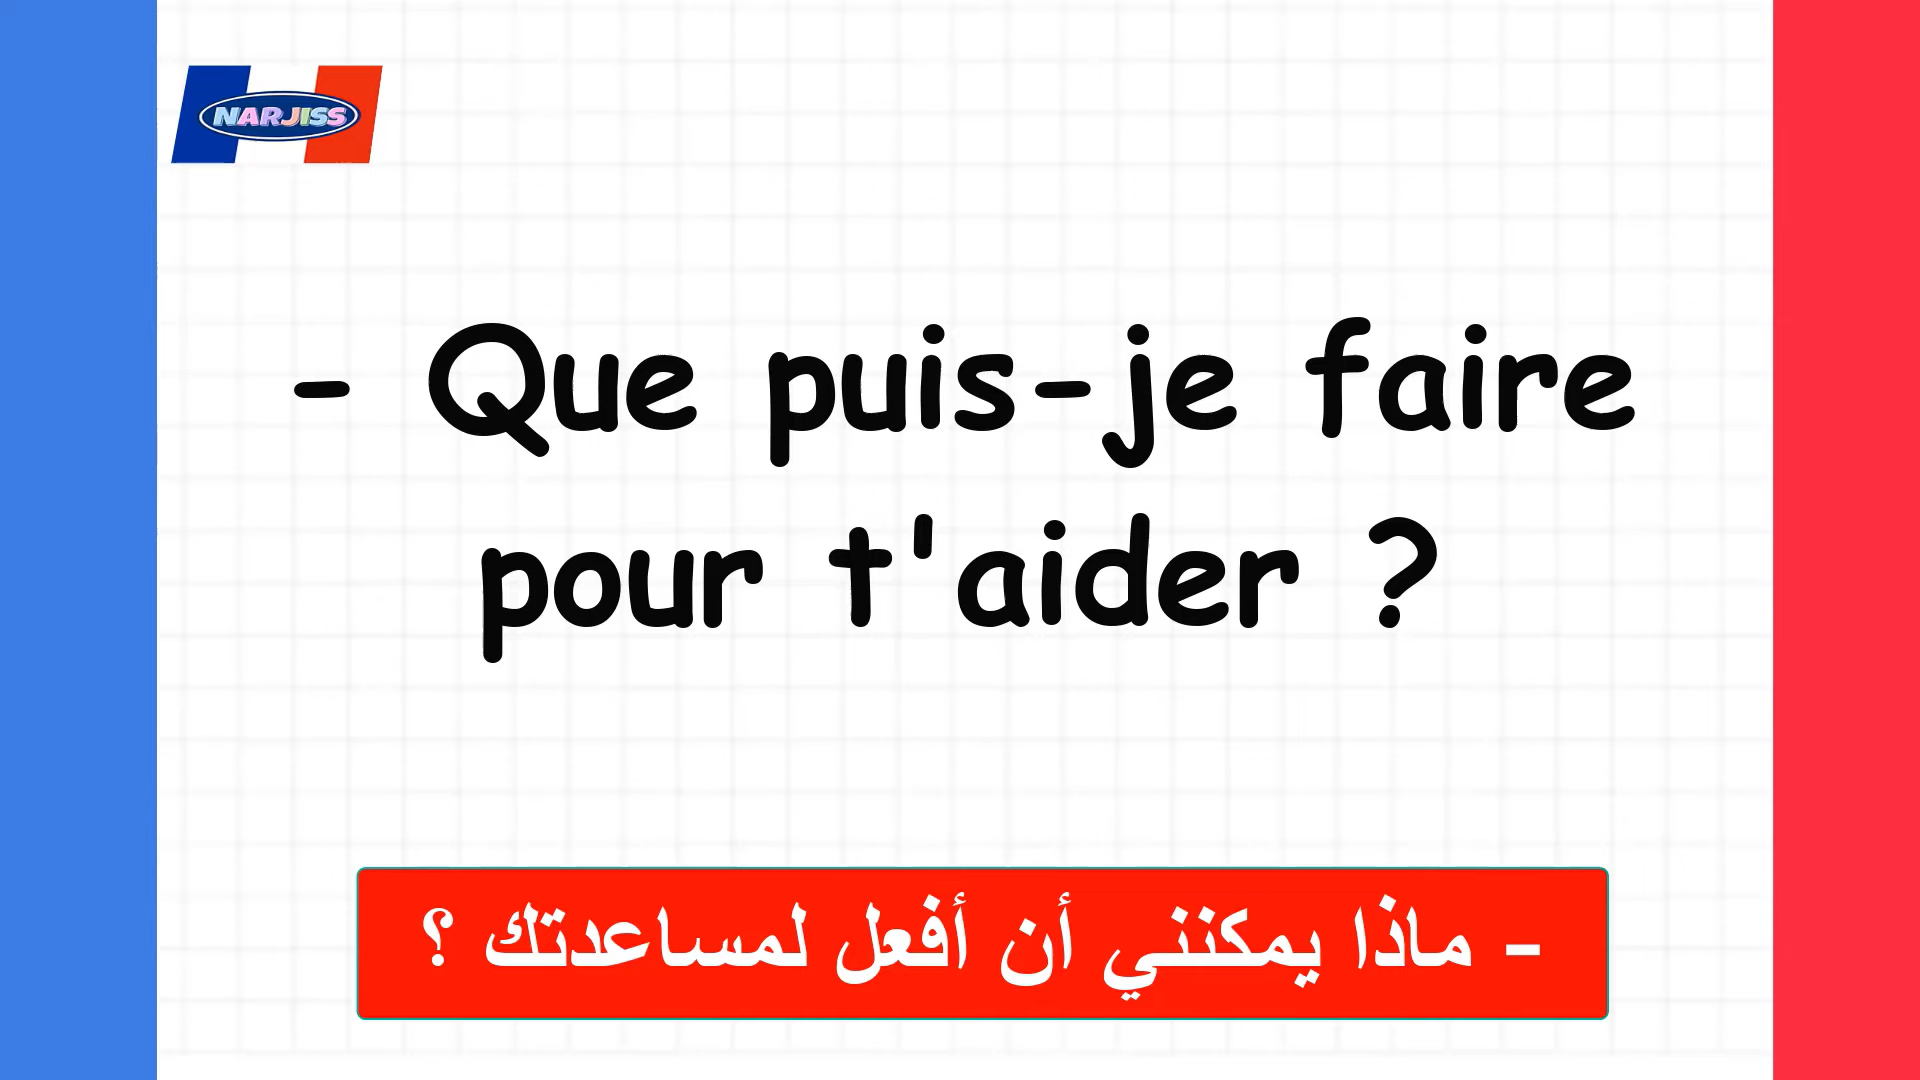 NARJISS
- Que puis-je faire
pour t'aider ?
- ماذا يمكنني أن أفعل لمساعدتك ؟